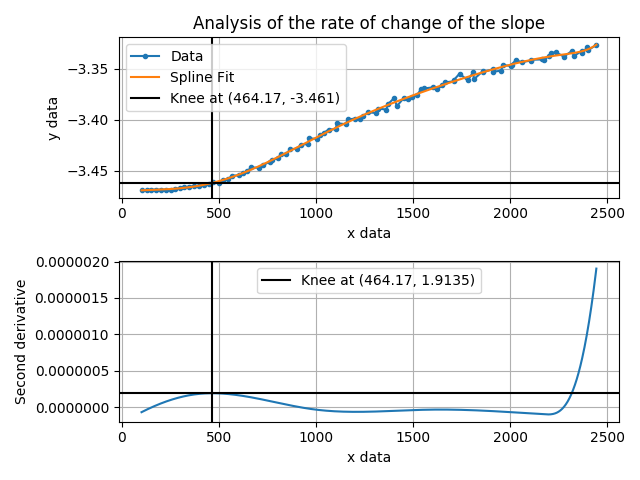 Analysis of the rate of change of the slope
−3.35
−3.40
−3.45
y data
Data
Spline Fit
Knee at (464.17, -3.461)
0 500 1000 1500 2000 2500
x data
0.0000020
0.0000015
0.0000010
0.0000005
0.0000000
Second derivative
Knee at (464.17, 1.9135)
0 500 1000 1500 2000 2500
x data